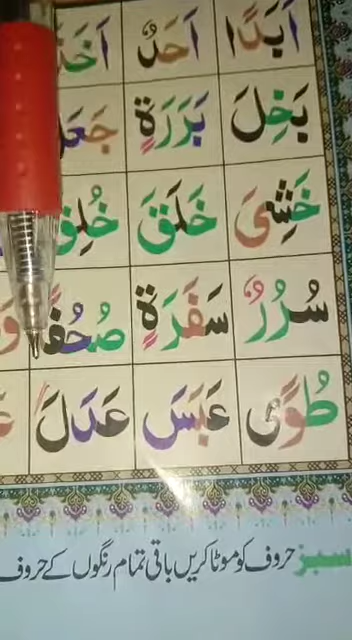 اَبَدًا اَحَدٌ اَخَذَ
بَخِلَ بَرَرَةٍ جَعَلَ
خَشِیَ خَلَقَ خُلِقَ
سُرُرٌ سَفَرَةٍ
طُوًی عَبَسَ عَدَلَ
سبز حروف کو موٹا کریں باقی تمام رنگوں کے حروف